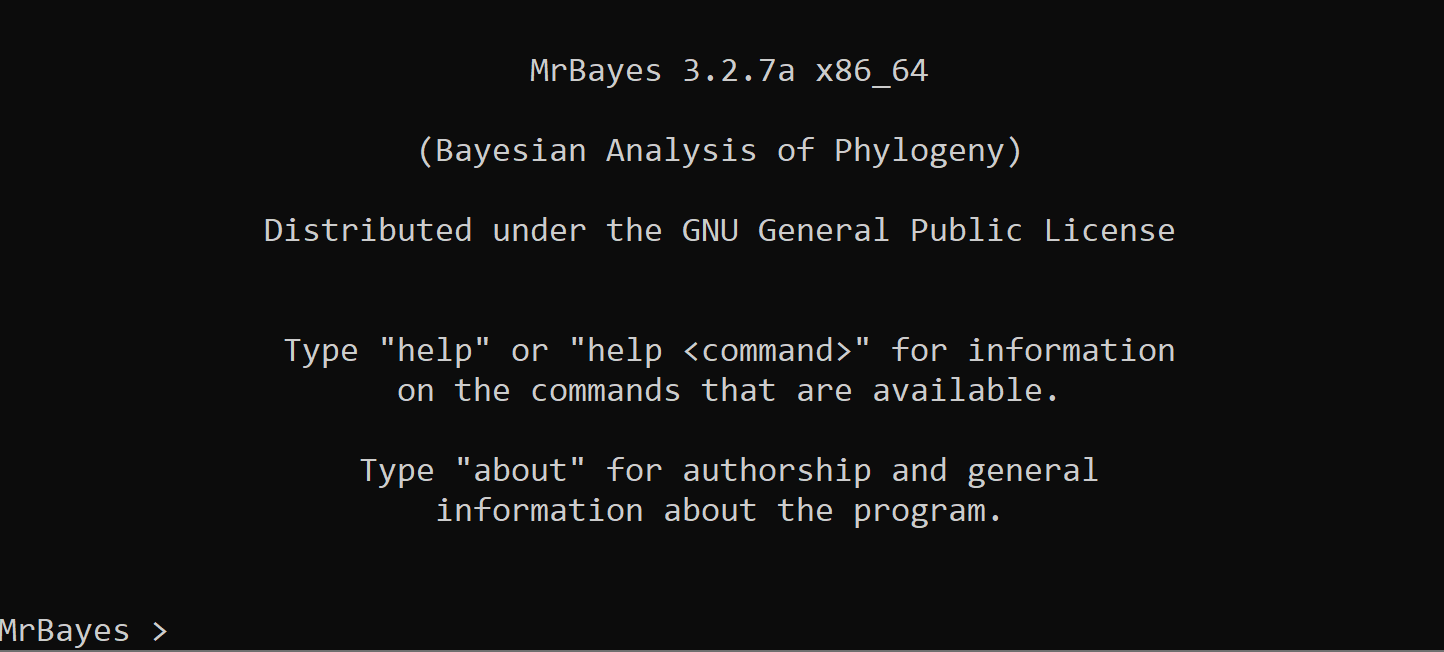 MrBayes 3.2.7a x86_64
(Bayesian Analysis of Phylogeny)
Distributed under the GNU General Public License
Type "help" or "help <command>" for information
on the commands that are available.
Type "about" for authorship and general
information about the program.
MrBayes >